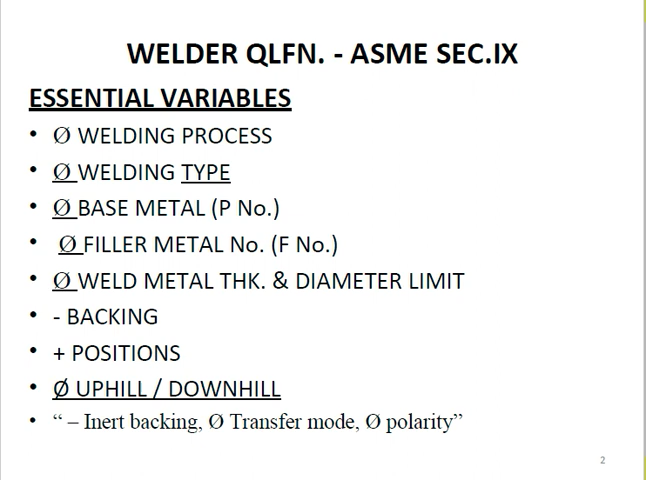 WELDER QLFN. - ASME SEC.IX
ESSENTIAL VARIABLES
• Ø WELDING PROCESS
• Ø WELDING TYPE
• Ø BASE METAL (P No.)
• Ø FILLER METAL No. (F No.)
• Ø WELD METAL THK. & DIAMETER LIMIT
• - BACKING
• + POSITIONS
• Ø UPHILL / DOWNHILL
• “ – Inert backing, Ø Transfer mode, Ø polarity”
2